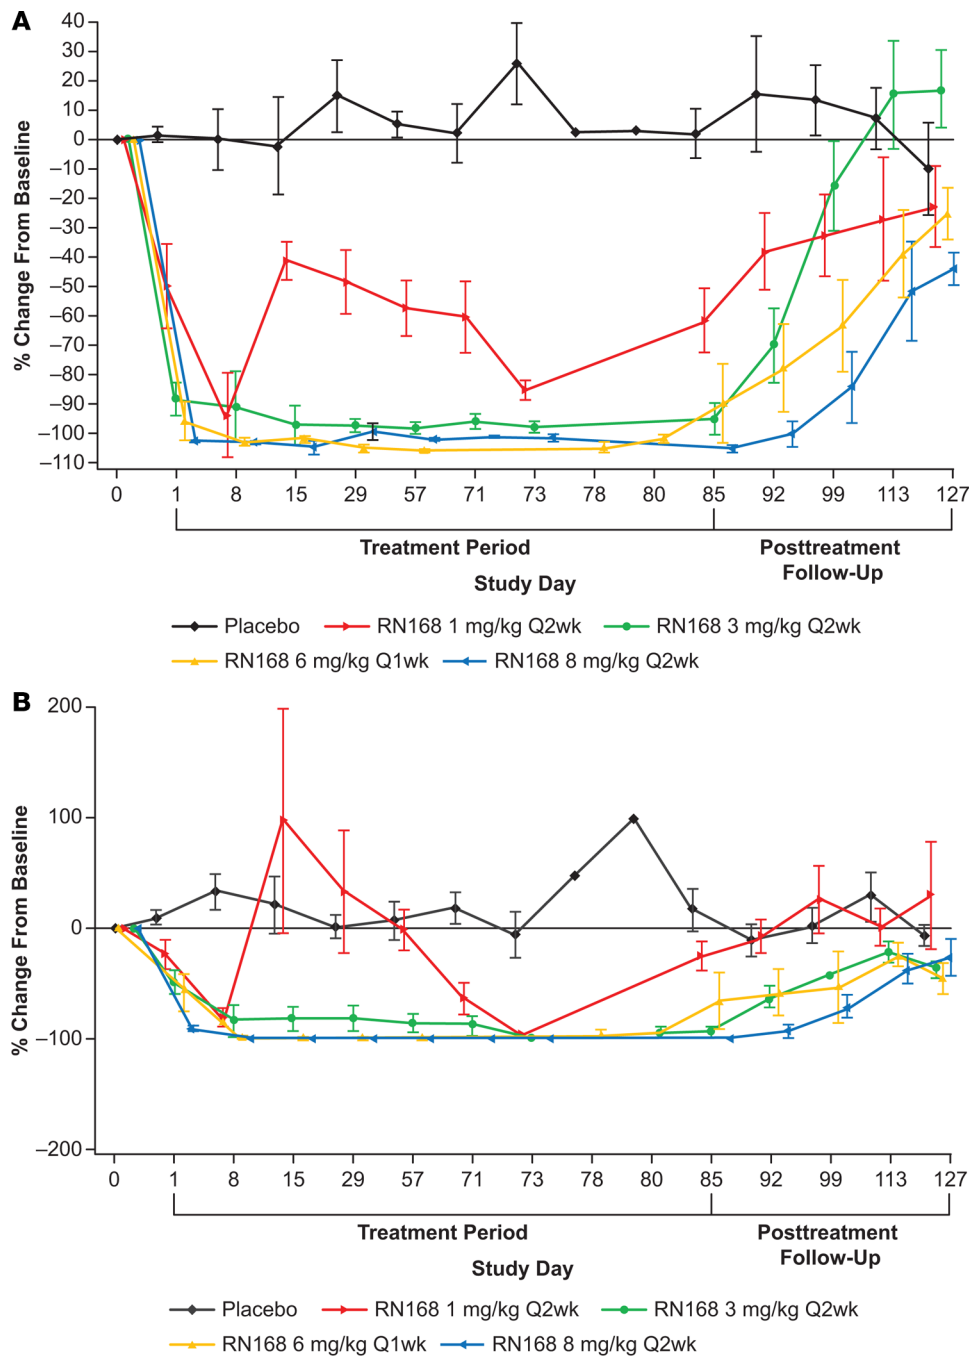 A
40
30
20
10
0
–10
–20
–30
–40
–50
–60
–70
–80
–90
–100
–110
% Change From Baseline
0 1 8 15 29 57 71 73 78 80 85 92 99 113 127
Treatment Period
Posttreatment
Follow-Up
Study Day
Placebo RN168 1 mg/kg Q2wk RN168 3 mg/kg Q2wk
RN168 6 mg/kg Q1wk RN168 8 mg/kg Q2wk
B
200
100
0
–100
–200
% Change From Baseline
0 1 8 15 29 57 71 73 78 80 85 92 99 113 127
Treatment Period
Posttreatment
Follow-Up
Study Day
Placebo RN168 1 mg/kg Q2wk RN168 3 mg/kg Q2wk
RN168 6 mg/kg Q1wk RN168 8 mg/kg Q2wk